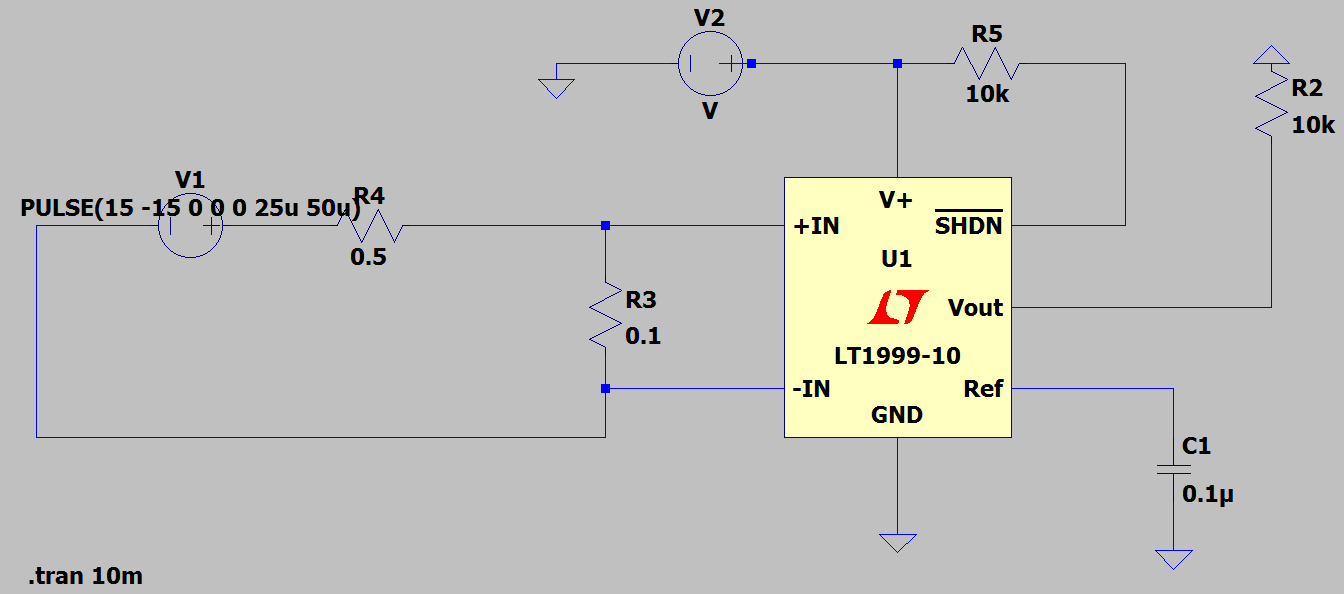 V2
R5
V
10k
R2
10k
V1
PULSE(15 -15 0 0 0 25u 50u)
R4
0.5
V+
+IN
SHDN
U1
R3
0.1
Vout
LT1999-10
-IN
Ref
GND
C1
0.1µ
.tran 10m